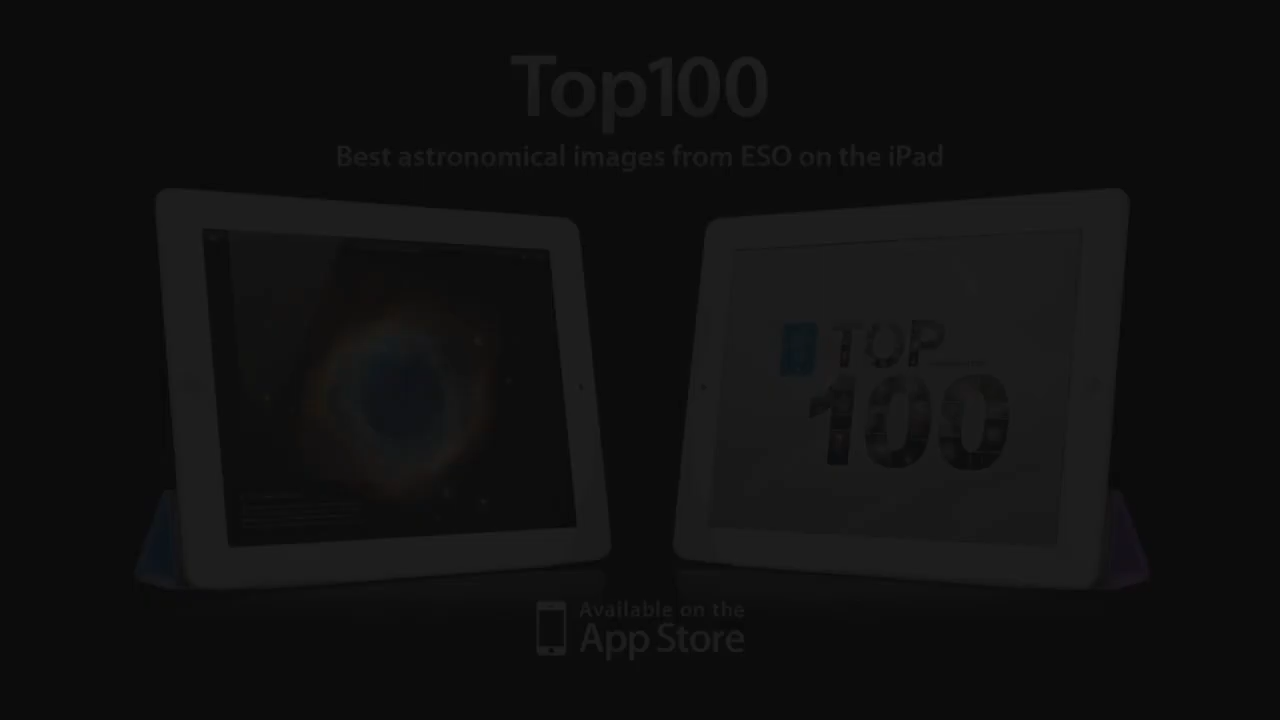 Top100
Best astronomical images from ESO on the iPad
TOP
100
Available on the
App Store